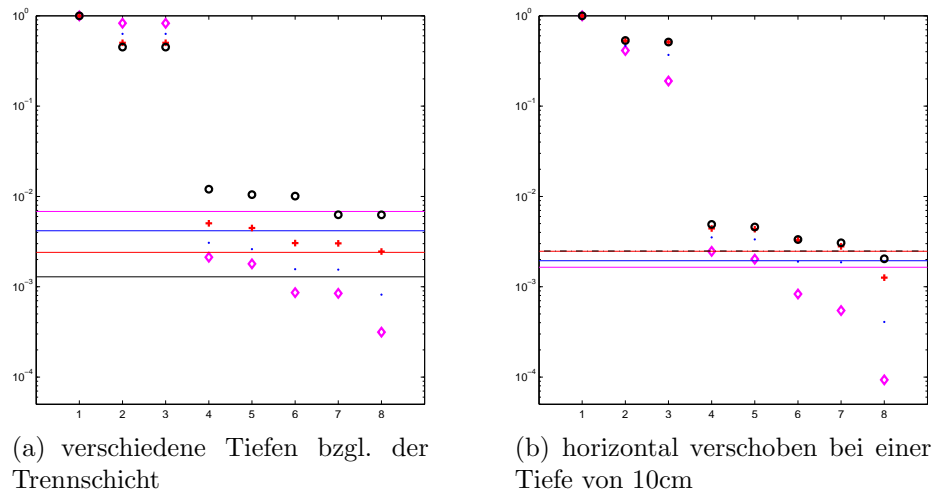 10^0
10^-1
10^-2
10^-3
10^-4
1 2 3 4 5 6 7 8
(a) verschiedene Tiefen bzgl. der
Trennschicht
10^0
10^-1
10^-2
10^-3
10^-4
1 2 3 4 5 6 7 8
(b) horizontal verschoben bei einer
Tiefe von 10cm